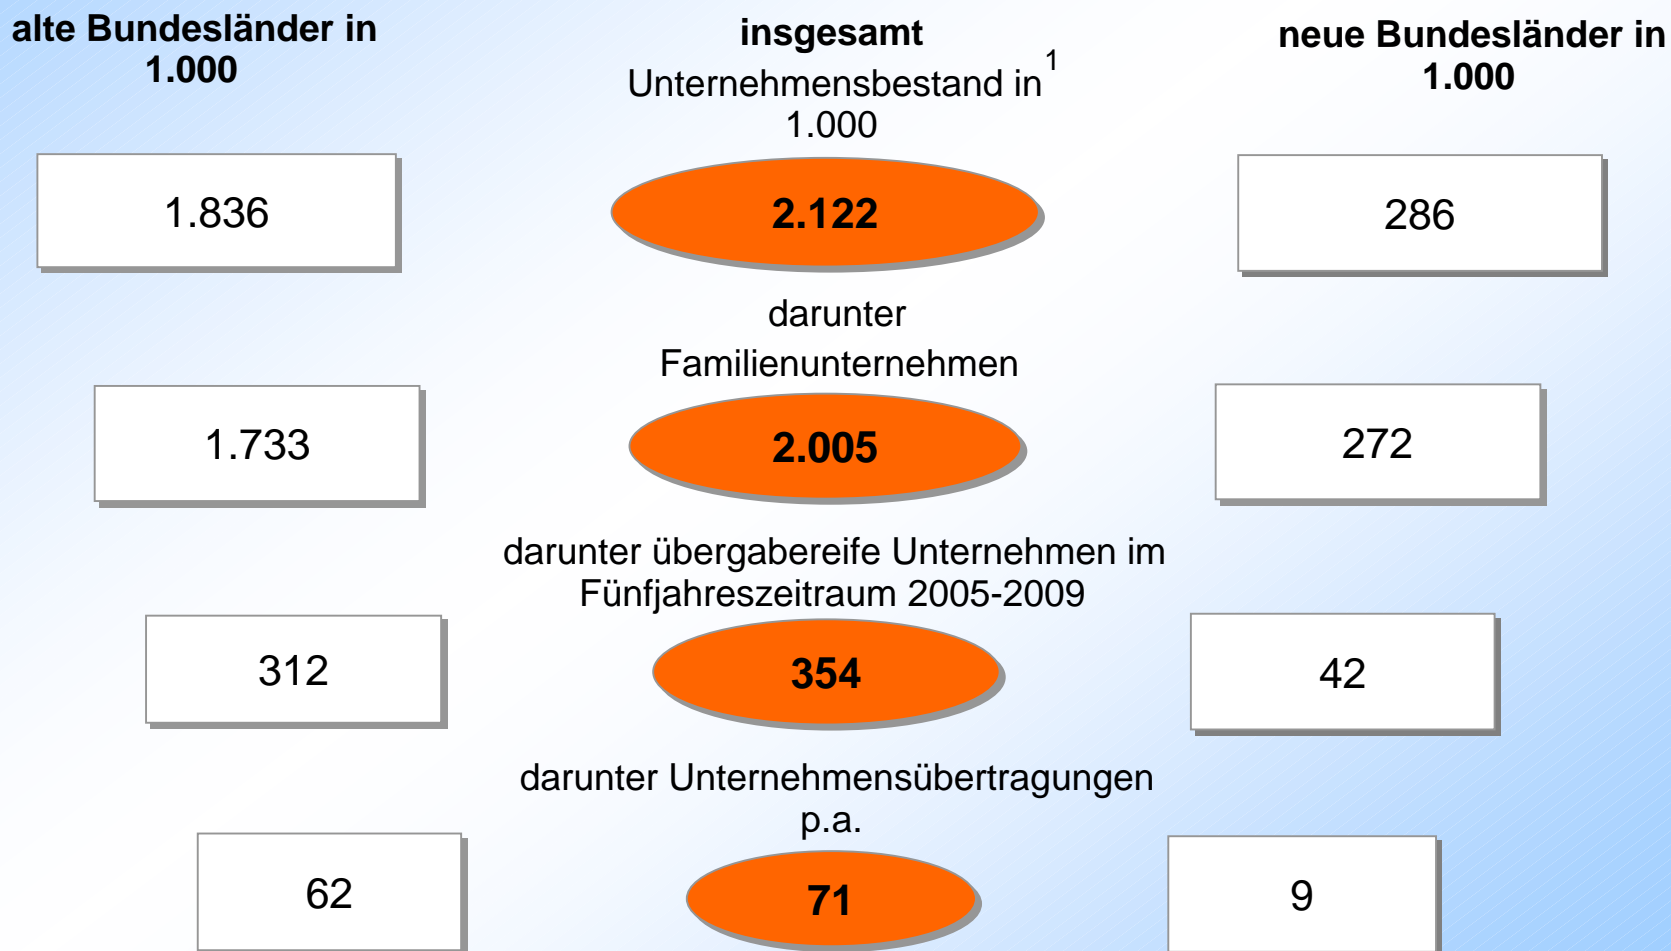 alte Bundesländer in
1.000
insgesamt
Unternehmensbestand in¹
1.000
neue Bundesländer in
1.000
1.836
2.122
286
darunter
Familienunternehmen
1.733
2.005
272
darunter übergabereife Unternehmen im
Fünfjahreszeitraum 2005-2009
312
354
42
darunter Unternehmensübertragungen
p.a.
62
71
9